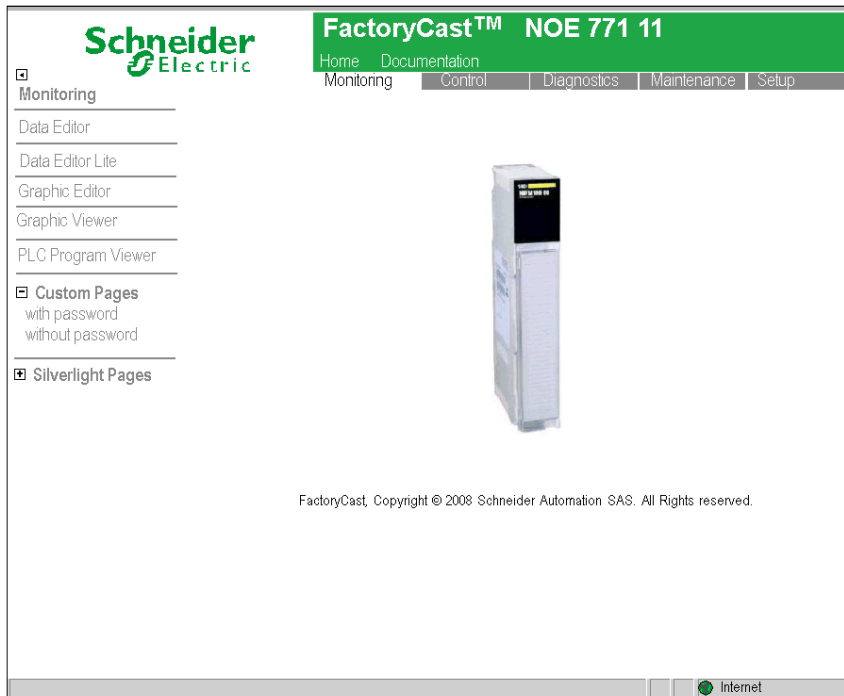 Schneider
Electric
FactoryCast™ NOE 771 11
Home Documentation
Monitoring Control Diagnostics Maintenance Setup
Monitoring
Data Editor
Data Editor Lite
Graphic Editor
Graphic Viewer
PLC Program Viewer
Custom Pages
with password
without password
Silverlight Pages
FactoryCast, Copyright © 2008 Schneider Automation SAS. All Rights reserved.
Internet